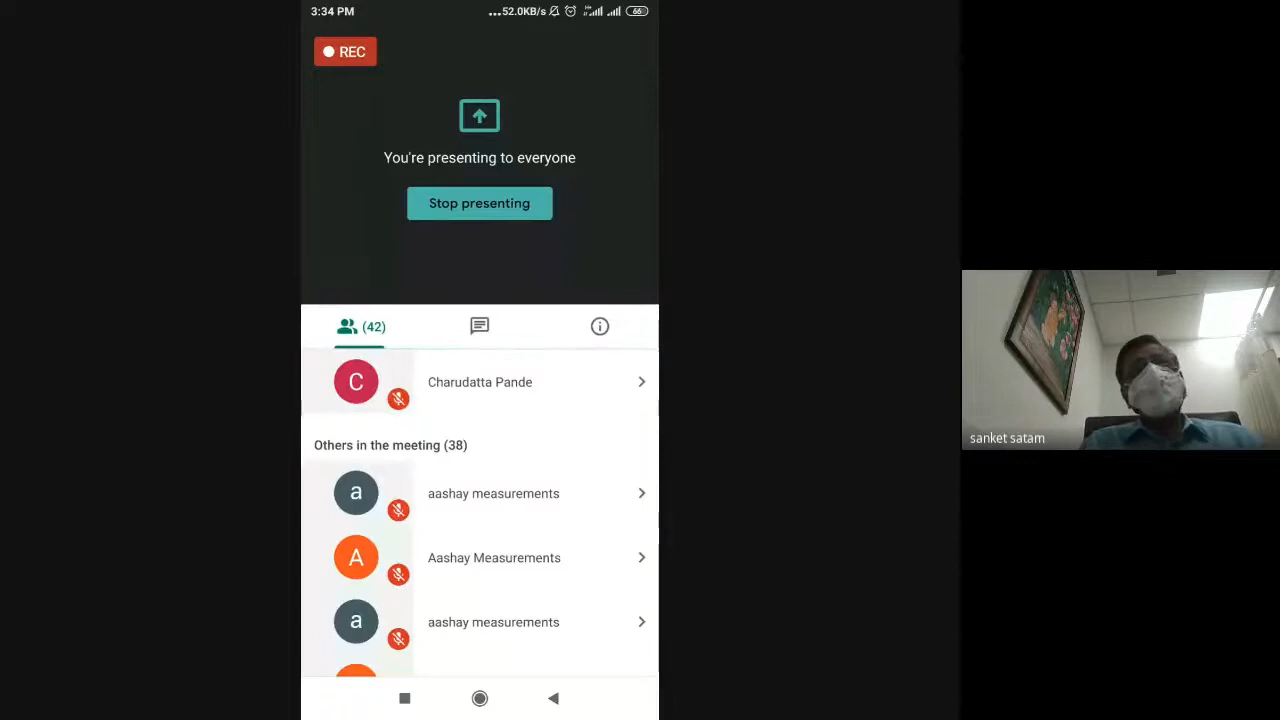 3:34 PM
...52.0KB/s
66
REC
You're presenting to everyone
Stop presenting
(42)
C
Charudatta Pande
Others in the meeting (38)
a
aashay measurements
A
Aashay Measurements
a
aashay measurements
sanket satam